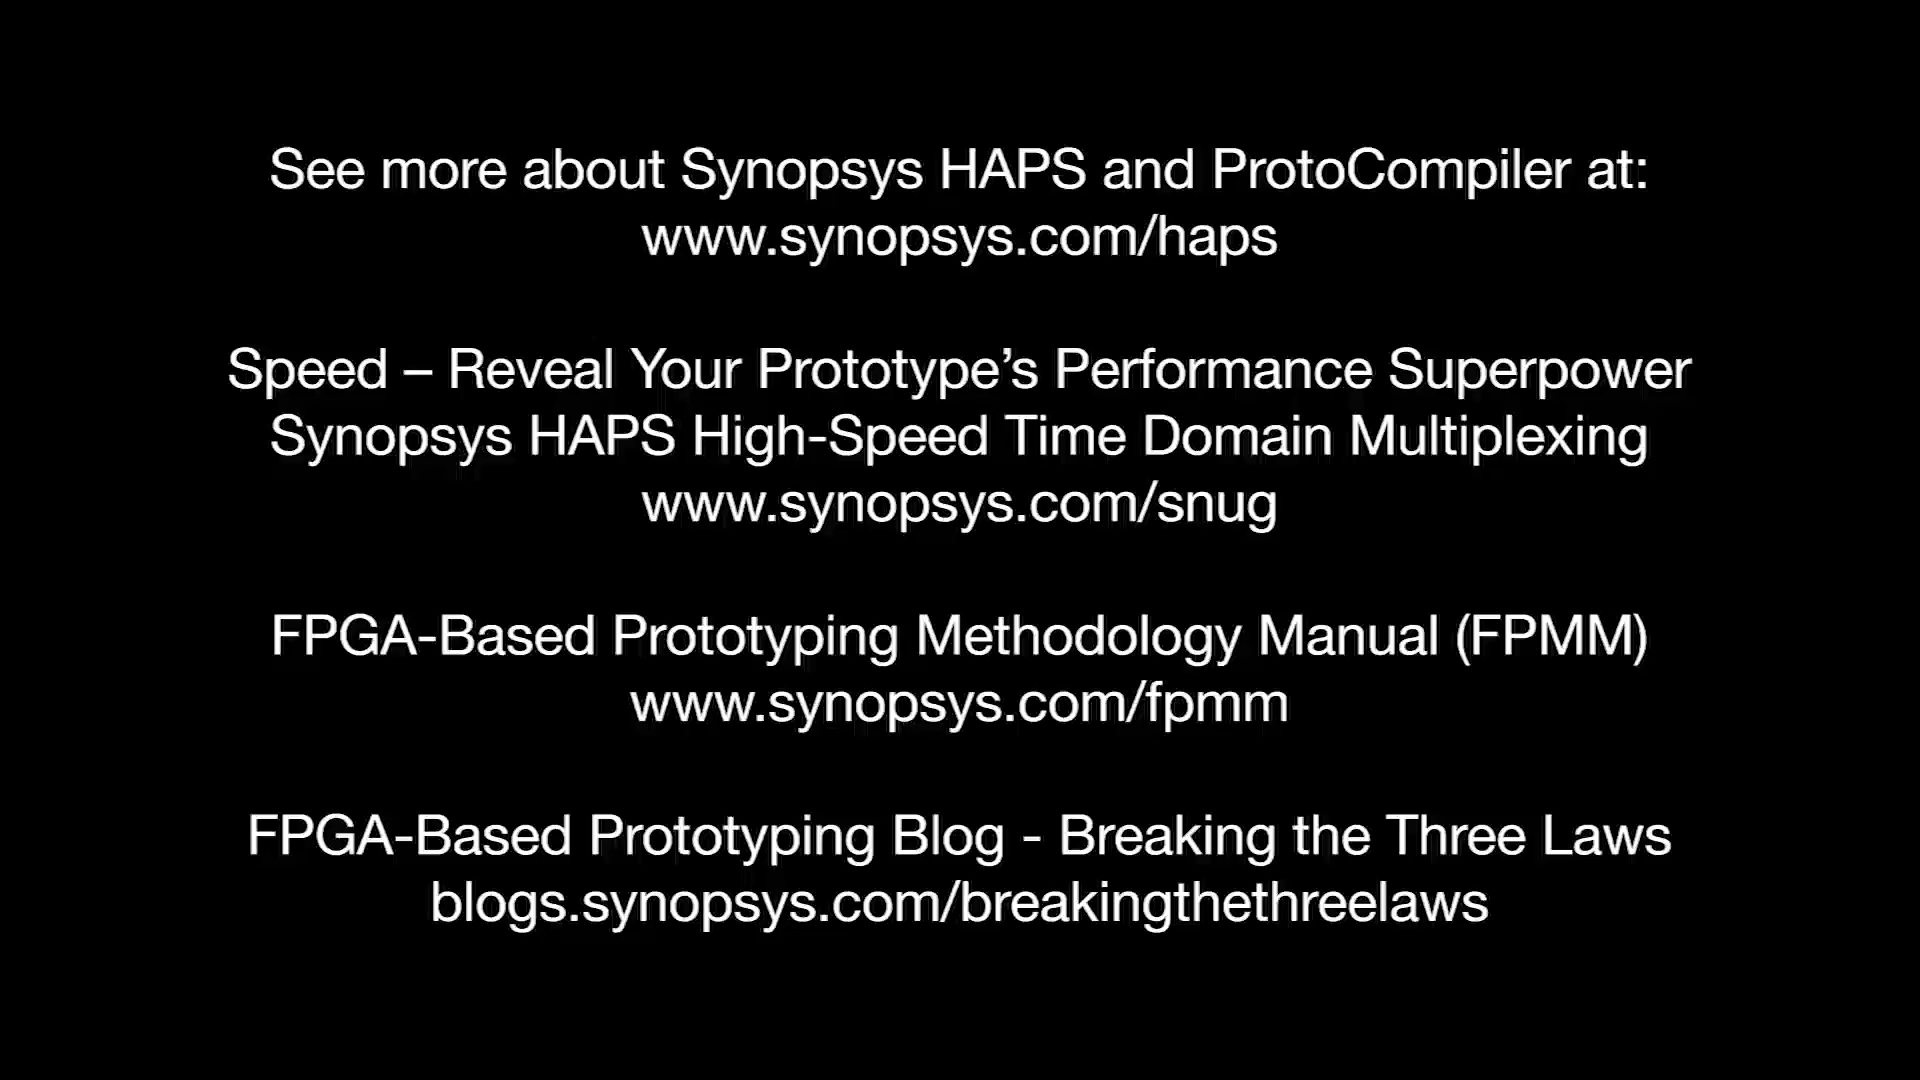 See more about Synopsys HAPS and ProtoCompiler at:
www.synopsys.com/haps
Speed – Reveal Your Prototype’s Performance Superpower
Synopsys HAPS High-Speed Time Domain Multiplexing
www.synopsys.com/snug
FPGA-Based Prototyping Methodology Manual (FPMM)
www.synopsys.com/fpmm
FPGA-Based Prototyping Blog - Breaking the Three Laws
blogs.synopsys.com/breakingthethreelaws